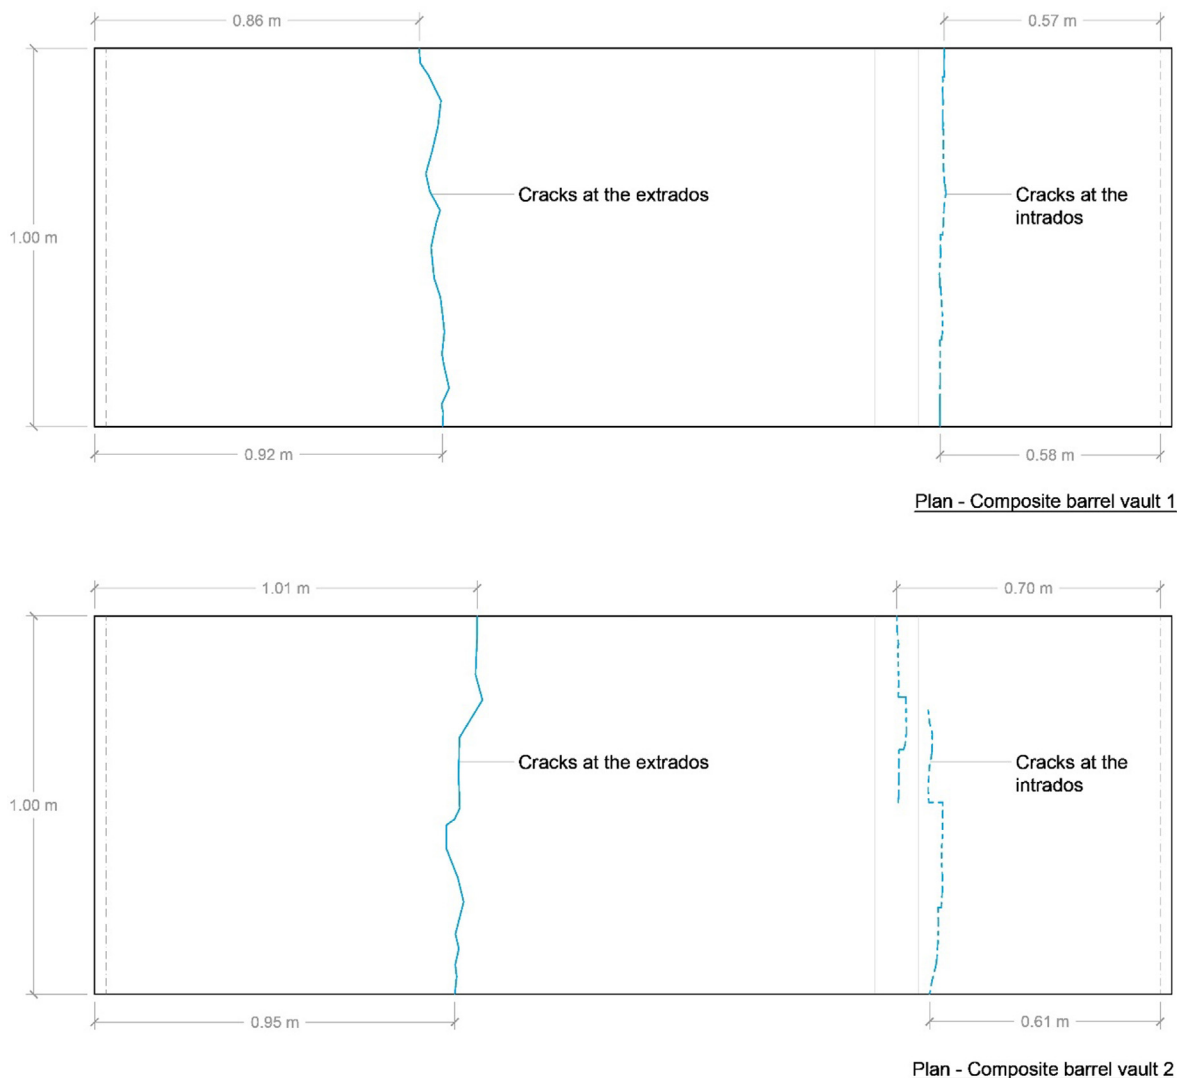 0.86 m
0.57 m
Cracks at the extrados
Cracks at the
intrados
1.00 m
0.92 m
0.58 m
Plan - Composite barrel vault 1
1.01 m
0.70 m
Cracks at the extrados
Cracks at the
intrados
1.00 m
0.95 m
0.61 m
Plan - Composite barrel vault 2